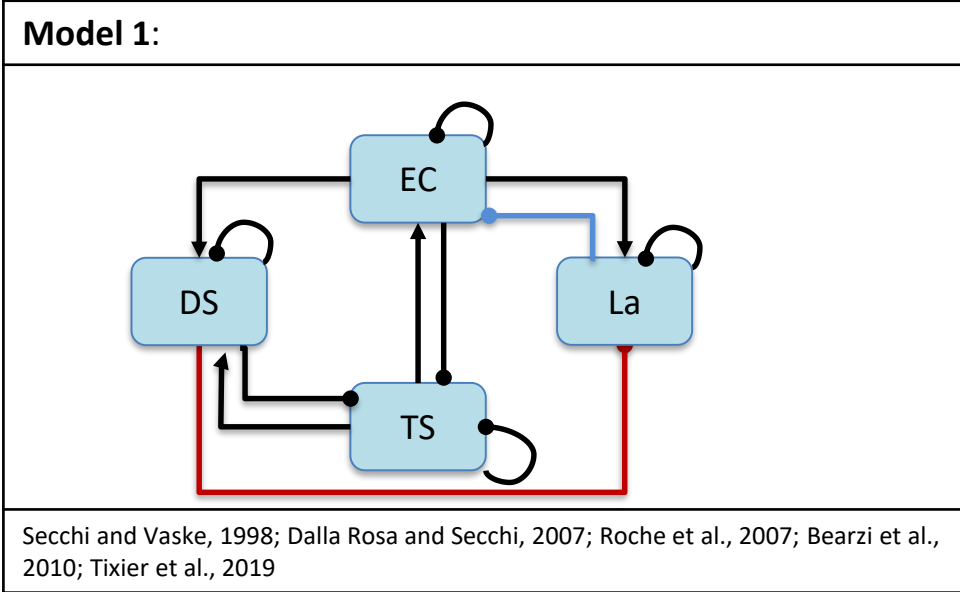 Model 1:
EC
DS
La
TS
Secchi and Vaske, 1998; Dalla Rosa and Secchi, 2007; Roche et al., 2007; Bearzi et al.,
2010; Tixier et al., 2019